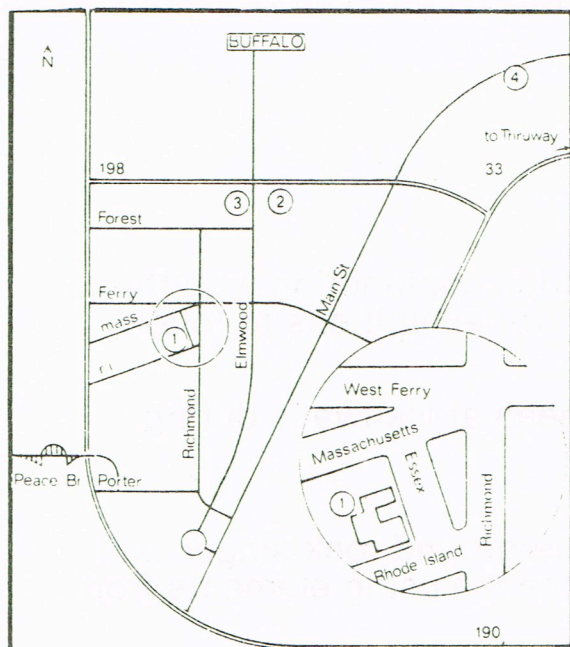 BUFFALO
N
4
to Truway
33
198
3
2
Forest
Ferry
mass
1
r i
Main St
Elmwood
Richmond
Peace Br
Porter
West Ferry
Massachusetts
Essex
1
Richmond
Rhode Island
190